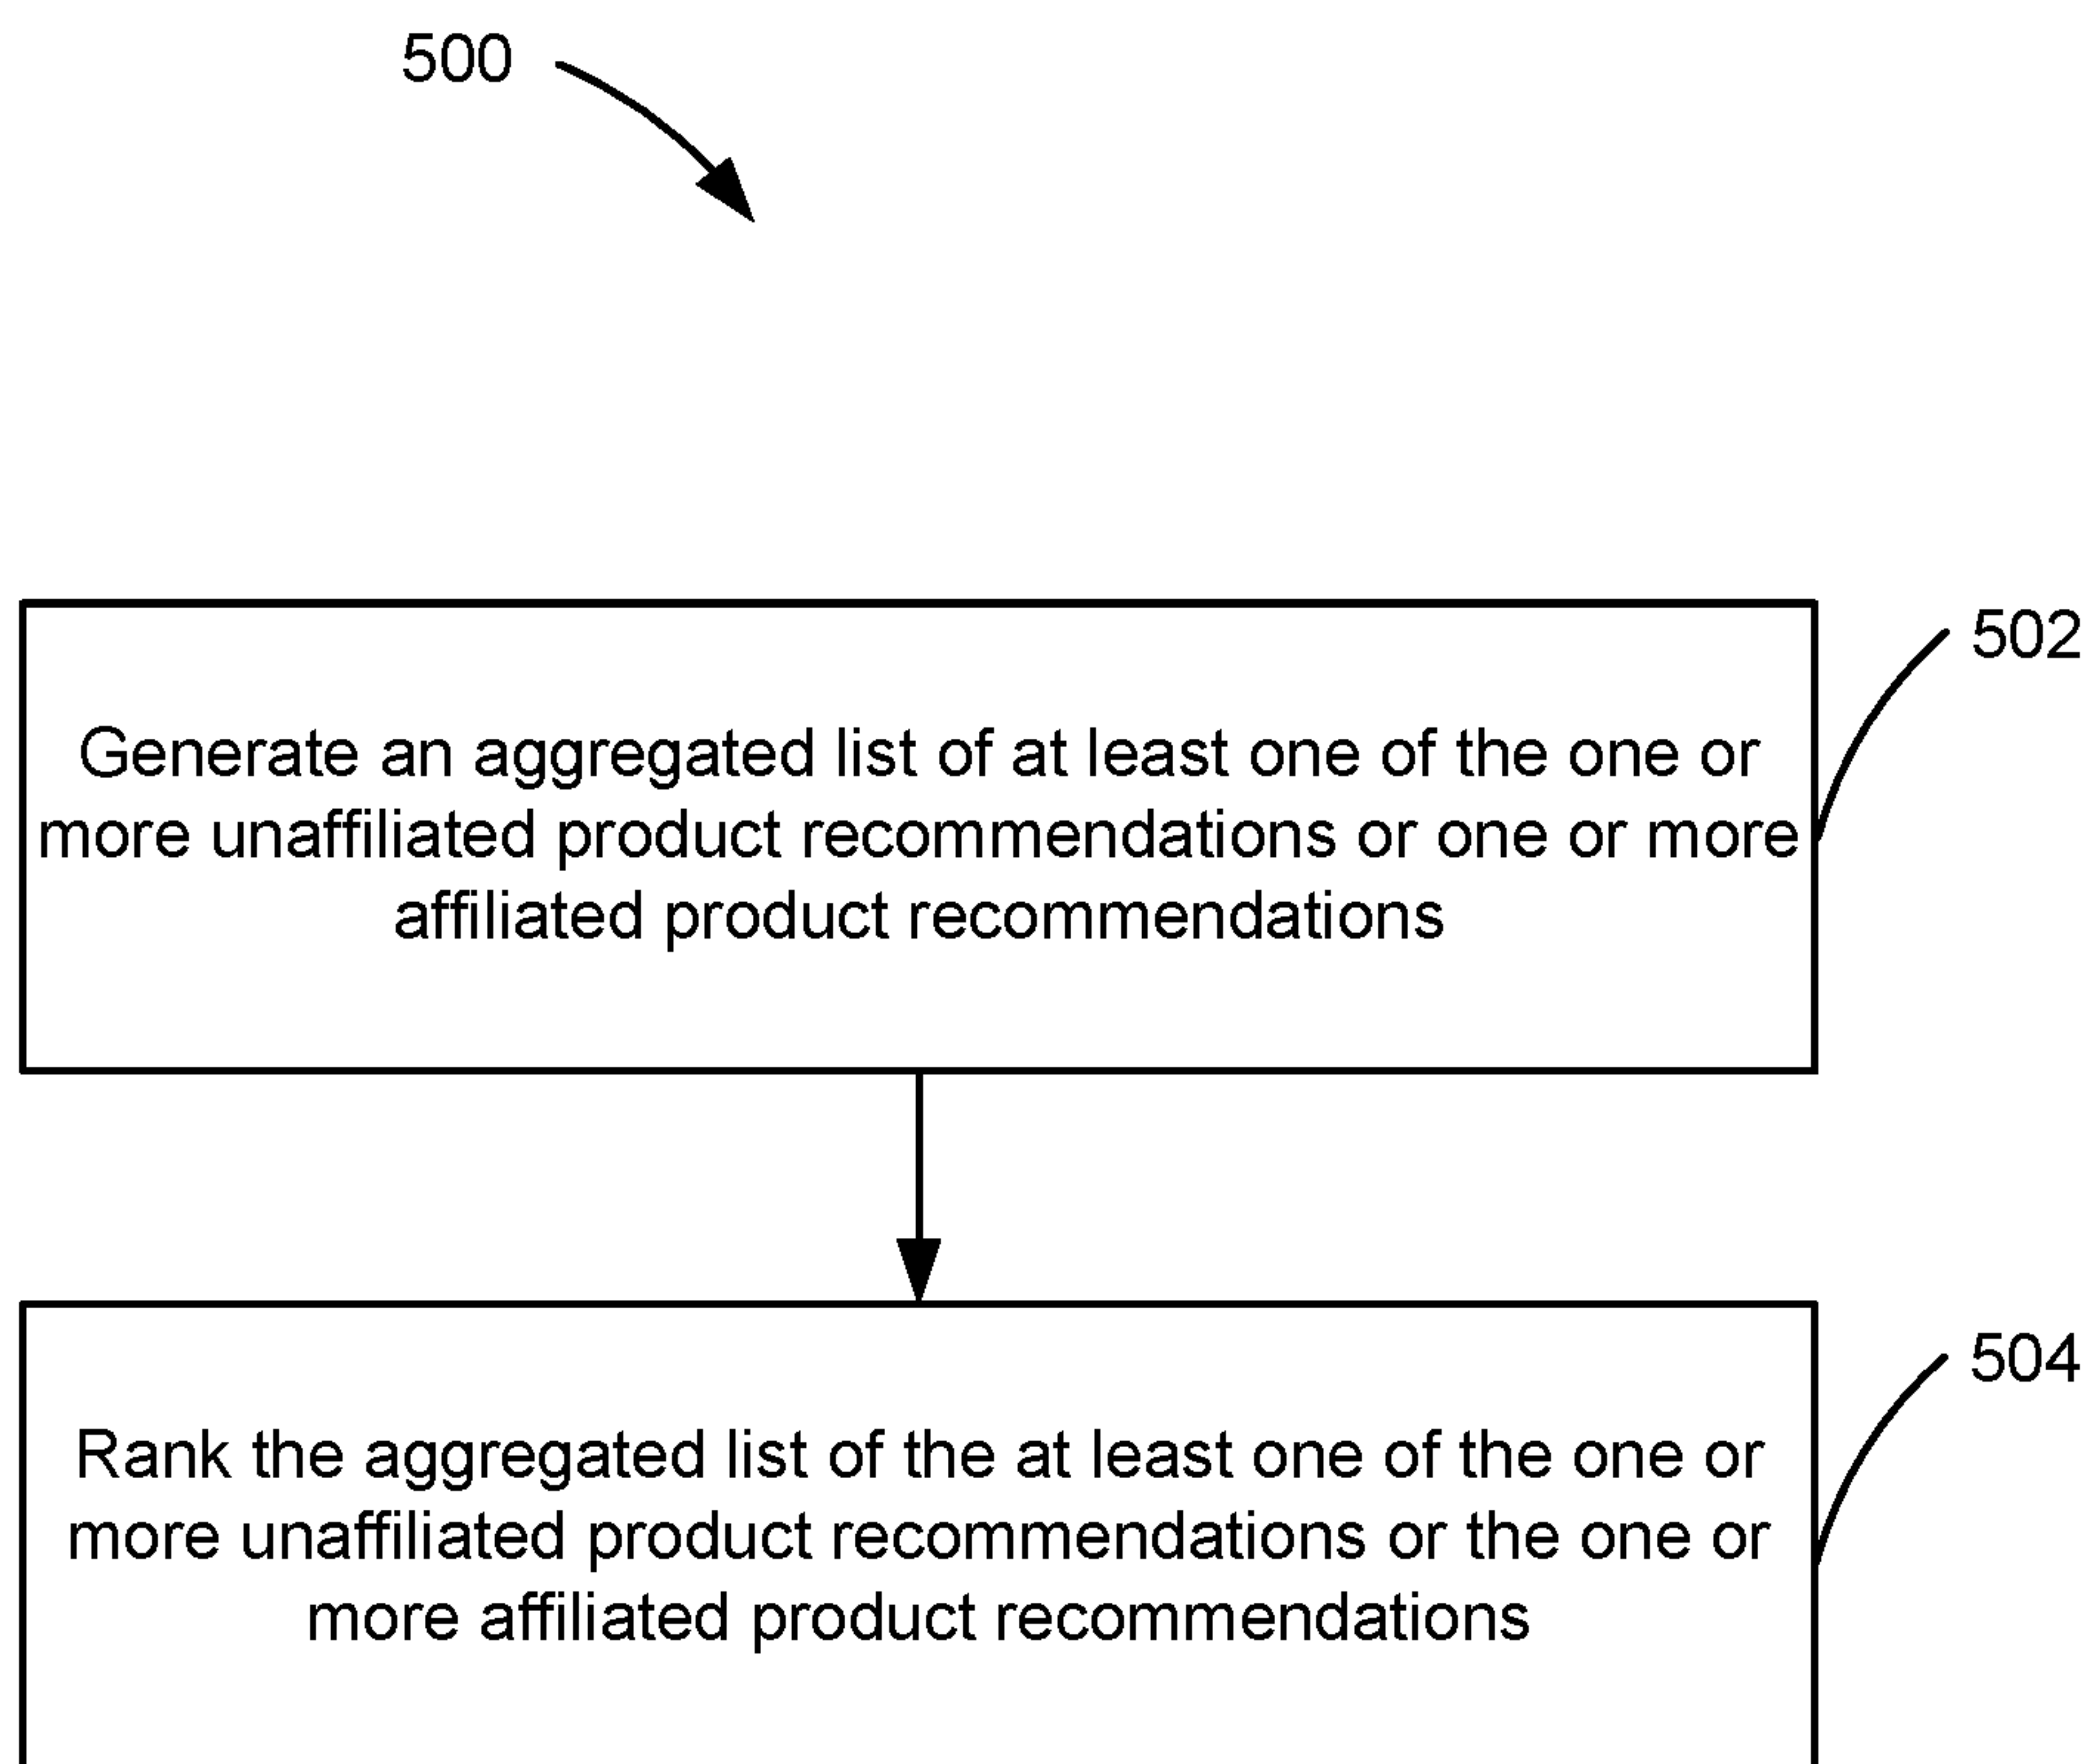 500
502
Generate an aggregated list of at least one of the one or
more unaffiliated product recommendations or one or more
affiliated product recommendations
504
Rank the aggregated list of the at least one of the one or
more unaffiliated product recommendations or the one or
more affiliated product recommendations